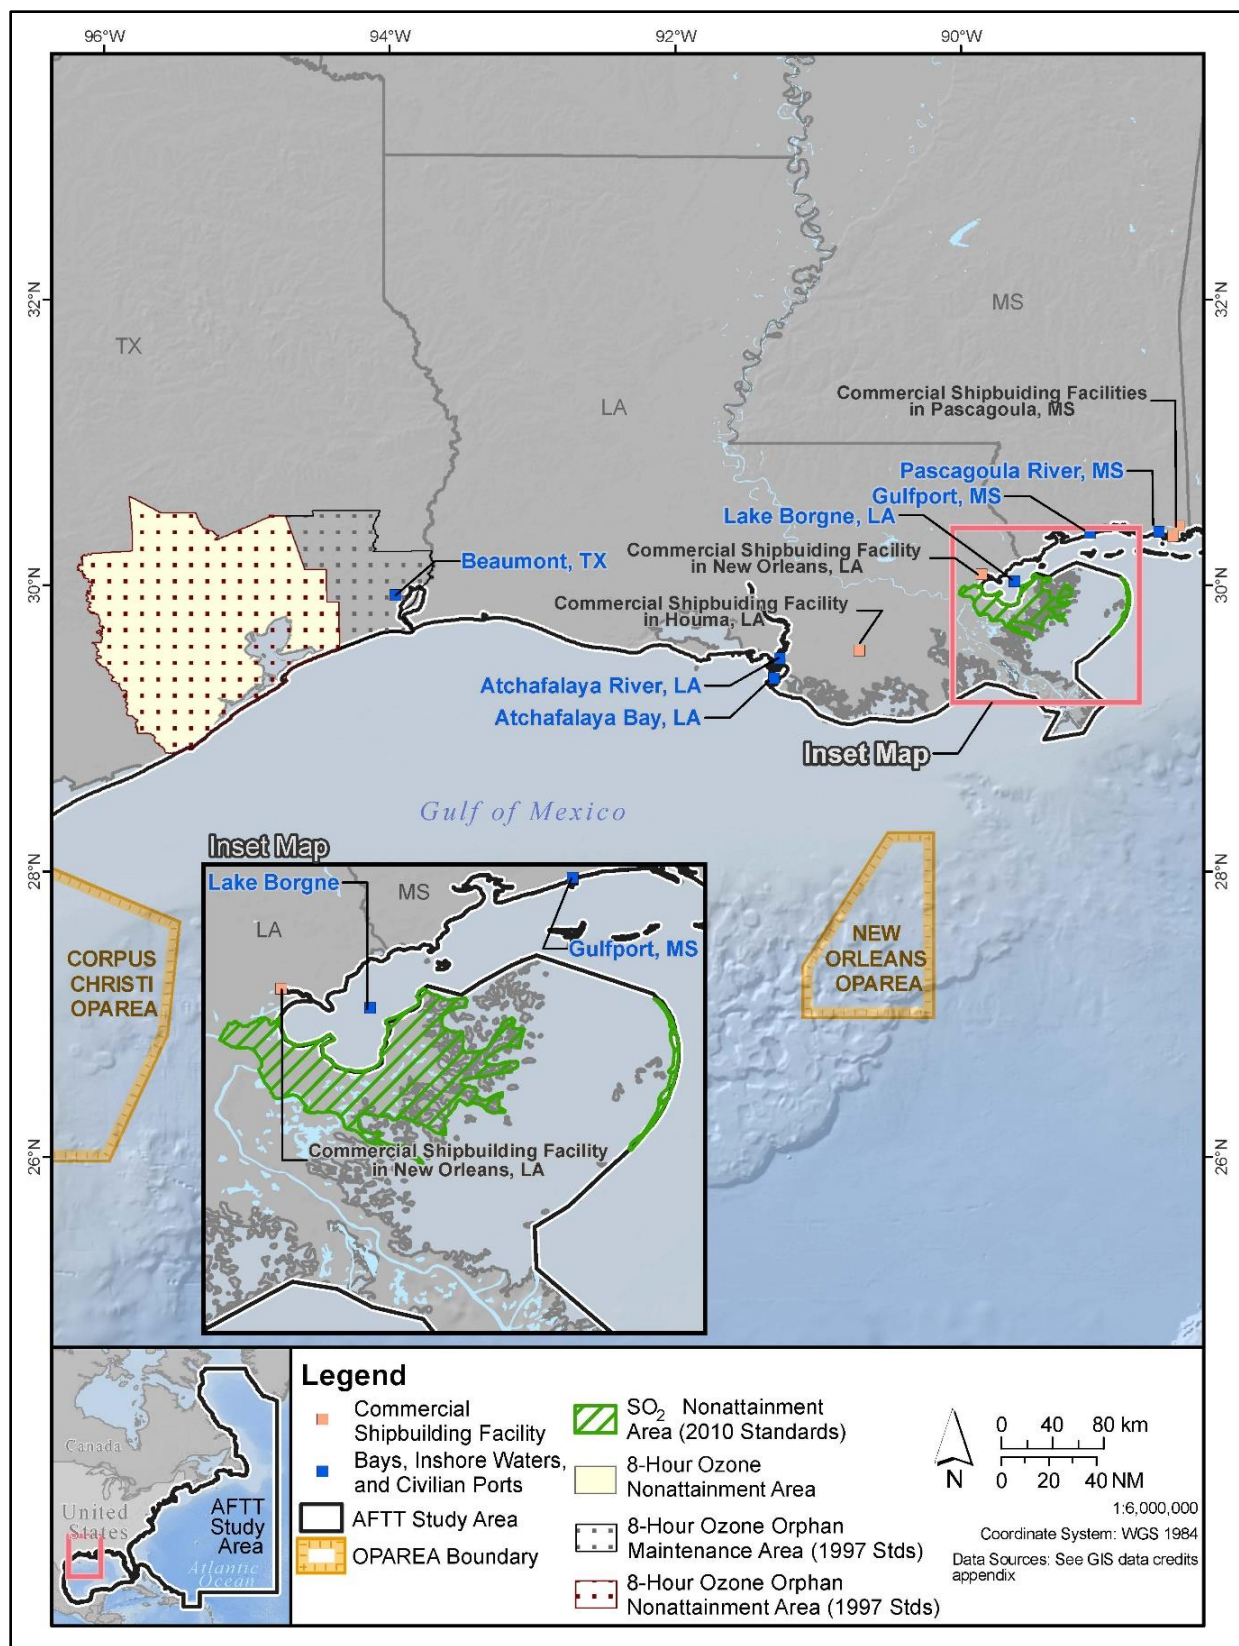 96°W
94°W
92°W
90°W
32°N
32°N
MS
TX
Commercial Shipbuiding Facilities
in Pascagoula, MS
LA
Pascagoula River, MS
Gulfport, MS
Lake Borgne, LA
Commercial Shipbuiding Facility
in New Orleans, LA
Beaumont, TX
30°N
30°N
Commercial Shipbuiding Facility
in Houma, LA
Atchafalaya River, LA
Atchafalaya Bay, LA
Inset Map
Gulf of Mexico
Inset Map
28°N
28°N
Lake Borgne
MS
LA
Gulfport, MS
CORPUS
CHRISTI
OPAREA
NEW
ORLEANS
OPAREA
Commercial Shipbuilding Facility
in New Orleans, LA
26°N
26°N
Canada
United
States
AFTT
Study
Area
Atlantic
Ocean
Legend
Commercial
Shipbuilding Facility
Bays, Inshore Waters,
and Civilian Ports
AFTT Study Area
OPAREA Boundary
SO2 Nonattainment
Area (2010 Standards)
8-Hour Ozone
Nonattainment Area
8-Hour Ozone Orphan
Maintenance Area (1997 Stds)
8-Hour Ozone Orphan
Nonattainment Area (1997 Stds)
N
0 40 80 km
0 20 40 NM
1:6,000,000
Coordinate System: WGS 1984
Data Sources: See GIS data credits
appendix